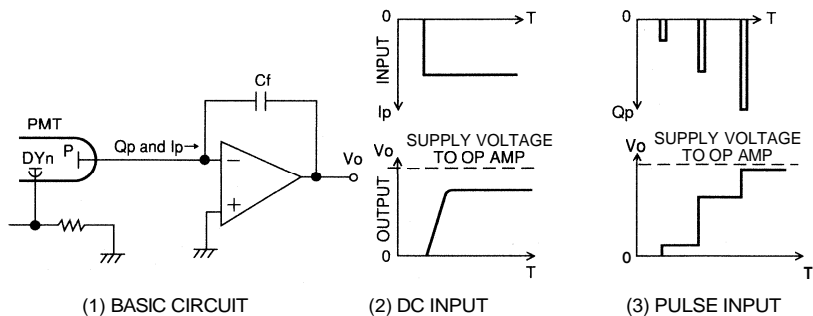 PMT
DYn
P
Qp and Ip→
Cf
−
+
Vo
(1) BASIC CIRCUIT
0
T
INPUT
Ip
SUPPLY VOLTAGE
TO OP AMP
Vo
OUTPUT
0
T
(2) DC INPUT
0
T
Qp
SUPPLY VOLTAGE
TO OP AMP
Vo
0
T
(3) PULSE INPUT